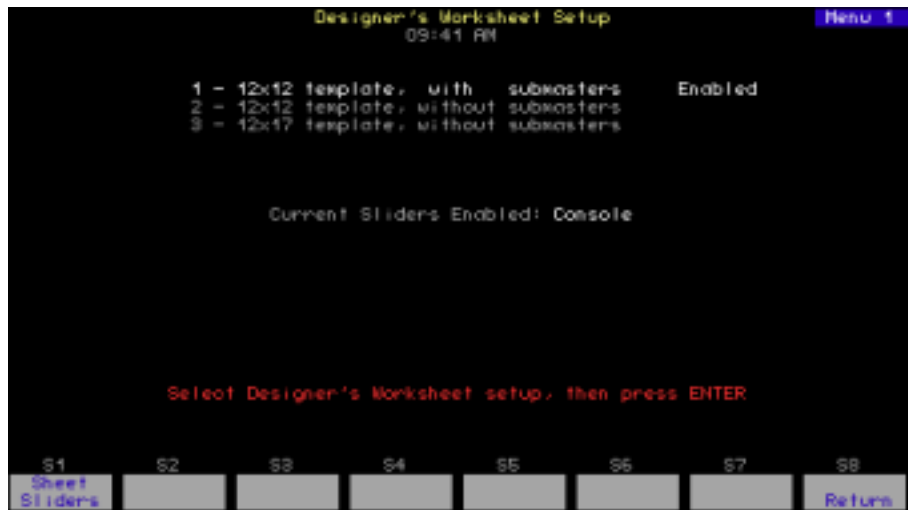 Designer's Worksheet Setup Menu 1
09:41 AM
1 - 12x12 template, with submasters Enabled
2 - 12x12 template, without submasters
3 - 12x17 template, without submasters
Current Sliders Enabled: Console
Select Designer's Worksheet setup, then press ENTER
S1 S2 S3 S4 S5 S6 S7 S8
Sheet
Sliders Return